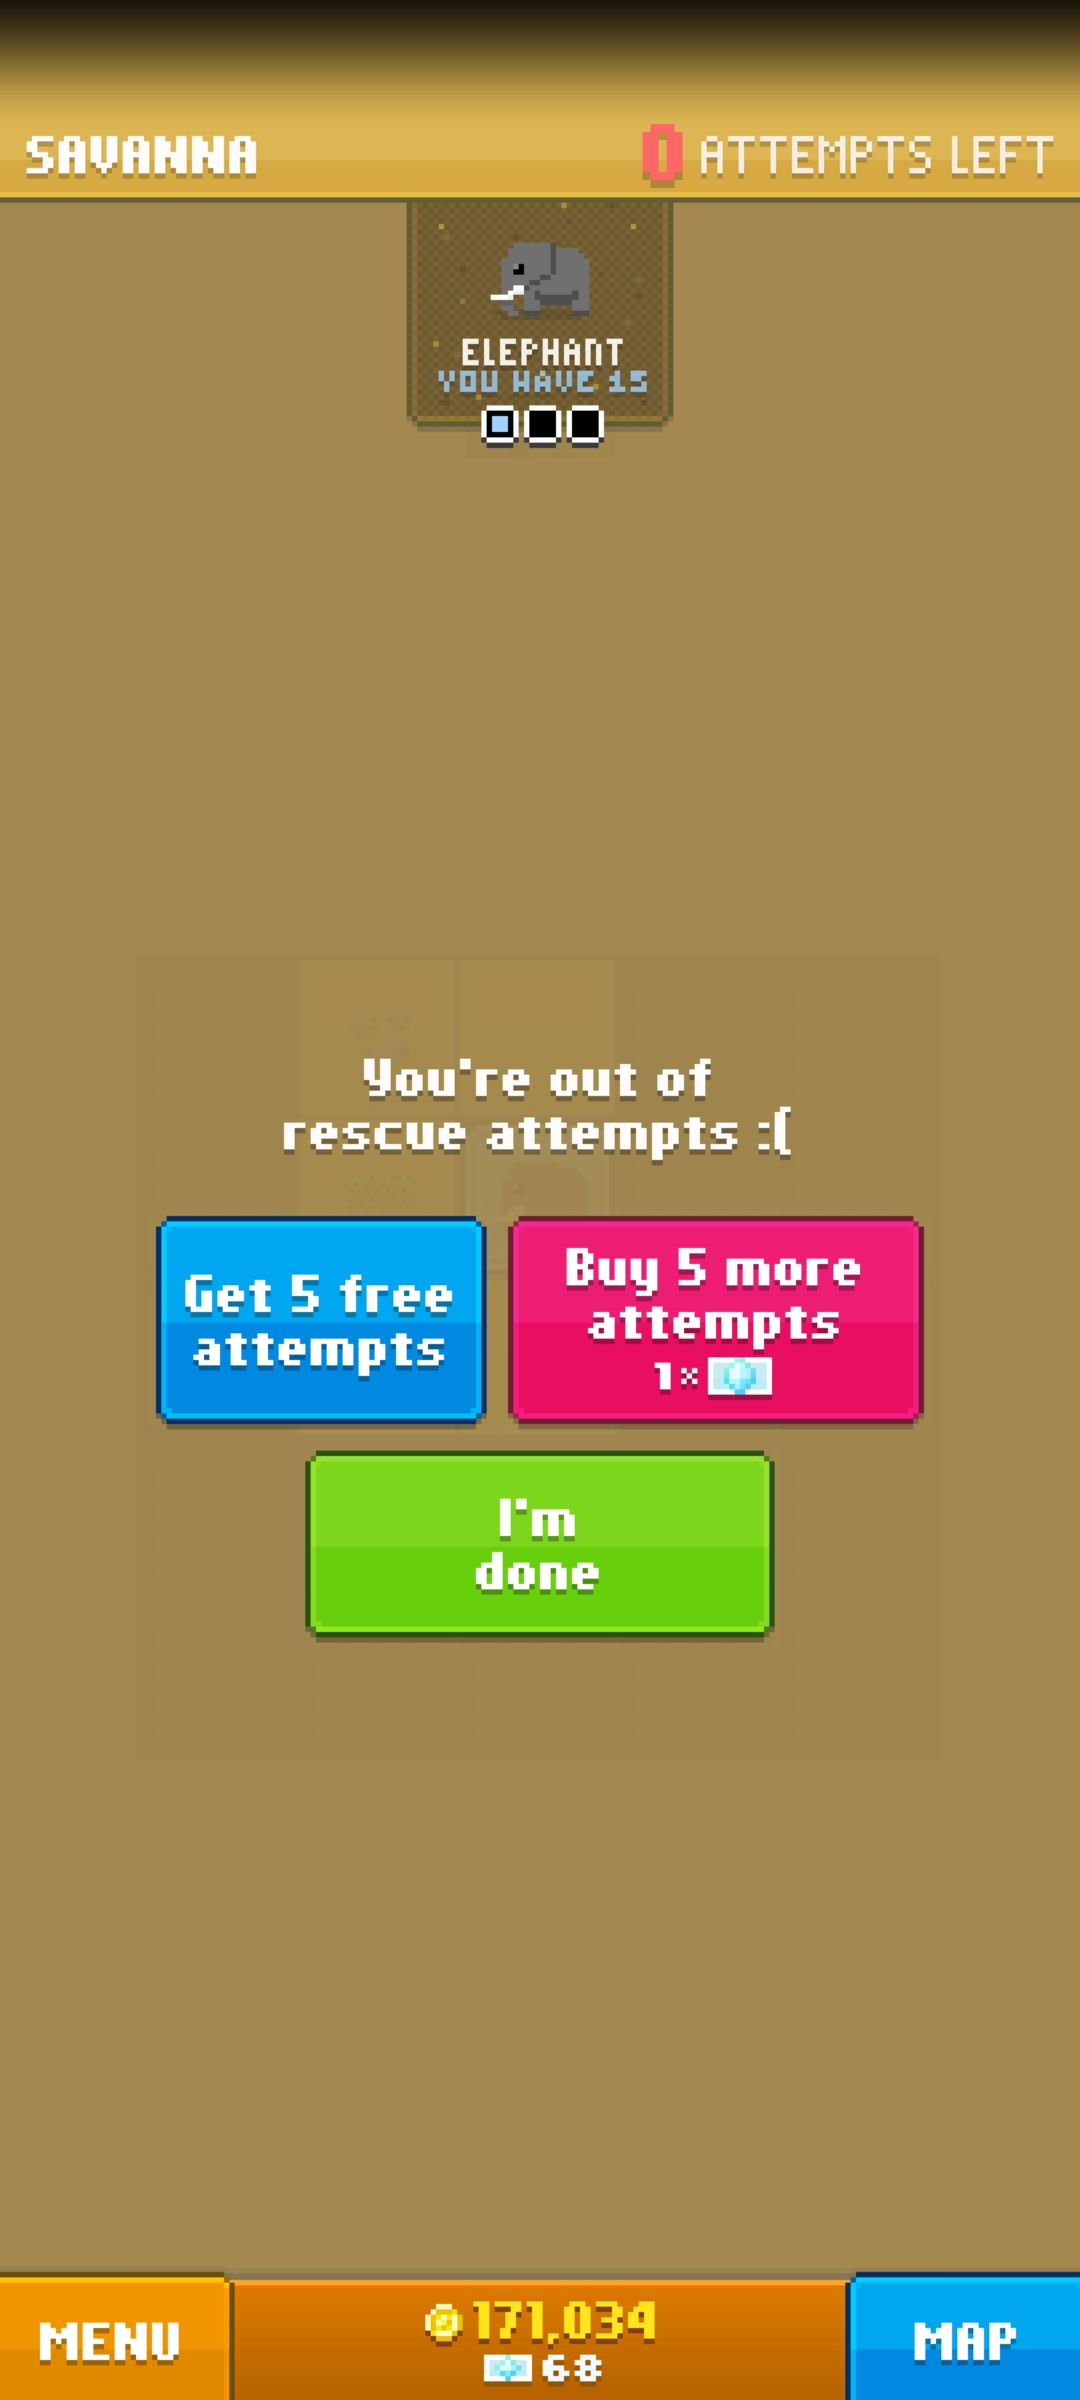 SAVANNA
0 ATTEMPTS LEFT
ELEPHANT
YOU HAVE 15
You're out of
rescue attempts :(
Get 5 free
attempts
Buy 5 more
attempts
1×
I'm
done
MENU
171,034
68
MAP